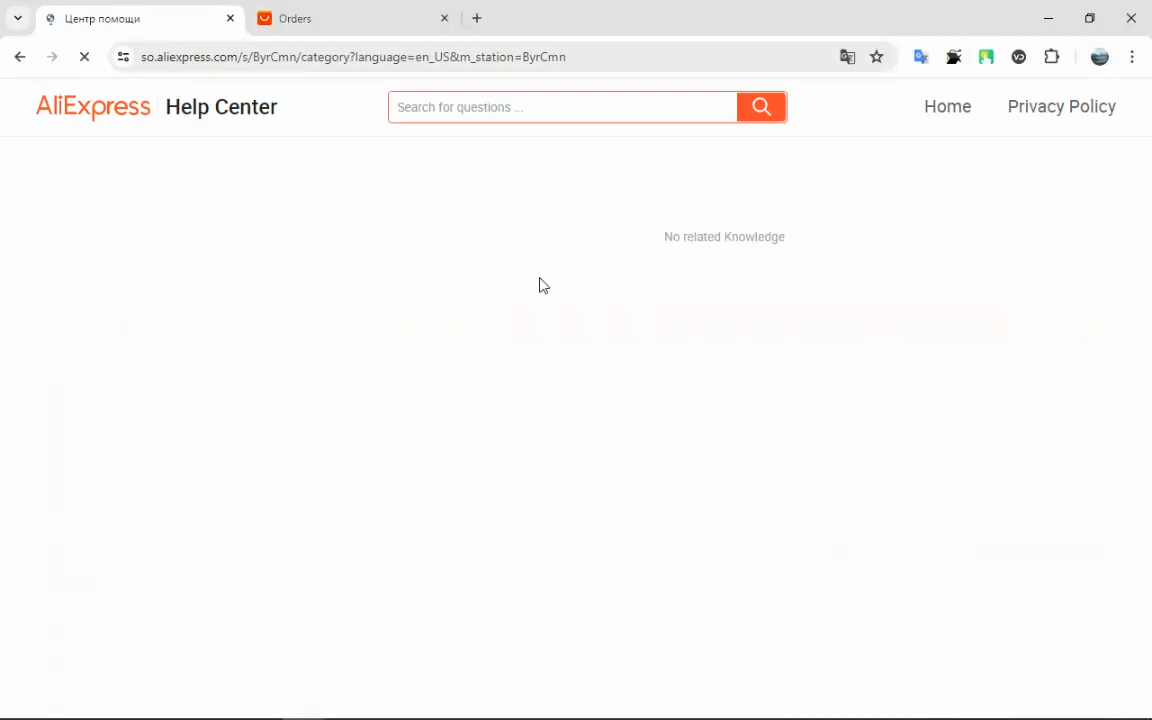 Центр помощи
Orders
so.aliexpress.com/s/ByrCmn/category?language=en_US&m_station=ByrCmn
AliExpress
Help Center
Search for questions ...
Home
Privacy Policy
No related Knowledge